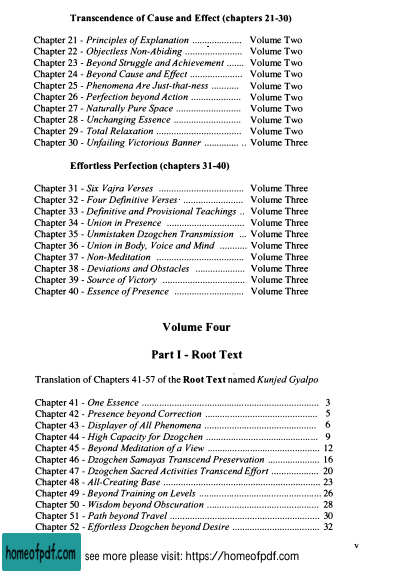 Transcendence of Cause and Effect (chapters 21-30)
Chapter 21 - Principles of Explanation .................... Volume Two
Chapter 22 - Objectless Non-Abiding ....................... Volume Two
Chapter 23 - Beyond Struggle and Achievement ....... Volume Two
Chapter 24 - Beyond Cause and Effect ..................... Volume Two
Chapter 25 - Phenomena Are Just-that-ness ........... Volume Two
Chapter 26 - Perfection beyond Action .................... Volume Two
Chapter 27 - Naturally Pure Space .......................... Volume Two
Chapter 28 - Unchanging Essence ........................... Volume Two
Chapter 29 - Total Relaxation .................................. Volume Two
Chapter 30 - Unfailing Victorious Banner .............. .. Volume Three
Effortless Perfection (chapters 31-40)
Chapter 31 - Six Vajra Verses .................................. Volume Three
Chapter 32 - Four Definitive Verses ........................ Volume Three
Chapter 33 - Definitive and Provisional Teachings .. Volume Three
Chapter 34 - Union in Presence ............................... Volume Three
Chapter 35 - Unmistaken Dzogchen Transmission ... Volume Three
Chapter 36 - Union in Body, Voice and Mind ........... Volume Three
Chapter 37 - Non-Meditation ................................... Volume Three
Chapter 38 - Deviations and Obstacles .................... Volume Three
Chapter 39 - Source of Victory ................................. Volume Three
Chapter 40 - Essence of Presence ............................ Volume Three
Volume Four
Part I - Root Text
Translation of Chapters 41-57 of the Root Text named Kunjed Gyalpo
Chapter 41 - One Essence ....................................................................... 3
Chapter 42 - Presence beyond Correction ............................................. 5
Chapter 43 - Displayer of All Phenomena ............................................. 6
Chapter 44 - High Capacity for Dzogchen ............................................. 9
Chapter 45 - Beyond Meditation of a View ............................................. 12
Chapter 46 - Dzogchen Samayas Transcend Preservation ..................... 16
Chapter 47 - Dzogchen Sacred Activities Transcend Effort ................... 20
Chapter 48 - All-Creating Base ............................................................... 23
Chapter 49 - Beyond Training on Levels ................................................. 26
Chapter 50 - Wisdom beyond Obscuration ............................................. 28
Chapter 51 - Path beyond Travel ............................................................. 30
Chapter 52 - Effortless Dzogchen beyond Desire ................................... 32
v
homeofpdf.com see more please visit: https://homeofpdf.com